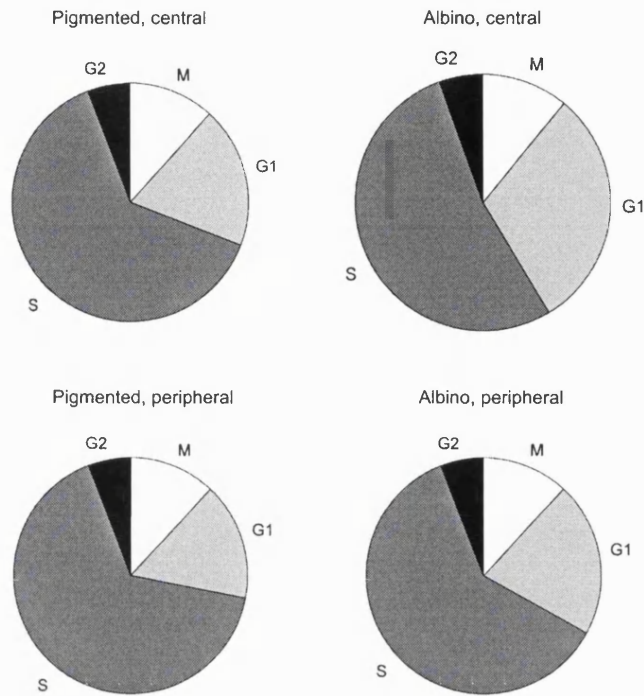 Pigmented, central
G2
M
G1
S
Albino, central
G2
M
G1
S
Pigmented, peripheral
G2
M
G1
S
Albino, peripheral
G2
M
G1
S